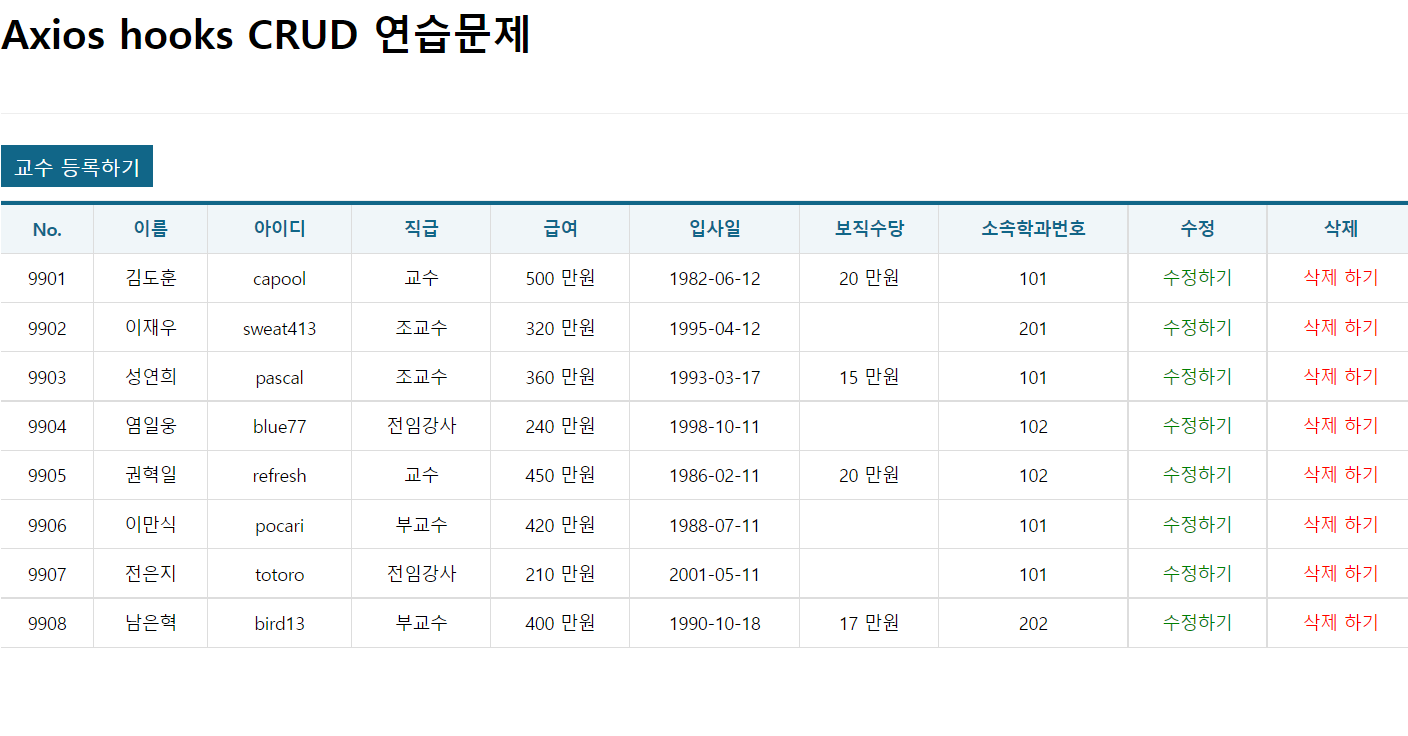 Axios hooks CRUD 연습문제
교수 등록하기
No. 이름 아이디 직급 급여 입사일 보직수당 소속학과번호 수정 삭제
9901 김도훈 capool 교수 500 만원 1982-06-12 20 만원 101 수정하기 삭제 하기
9902 이재우 sweat413 조교수 320 만원 1995-04-12 201 수정하기 삭제 하기
9903 성연희 pascal 조교수 360 만원 1993-03-17 15 만원 101 수정하기 삭제 하기
9904 염일웅 blue77 전임강사 240 만원 1998-10-11 102 수정하기 삭제 하기
9905 권혁일 refresh 교수 450 만원 1986-02-11 20 만원 102 수정하기 삭제 하기
9906 이만식 pocari 부교수 420 만원 1988-07-11 101 수정하기 삭제 하기
9907 전은지 totoro 전임강사 210 만원 2001-05-11 101 수정하기 삭제 하기
9908 남은혁 bird13 부교수 400 만원 1990-10-18 17 만원 202 수정하기 삭제 하기